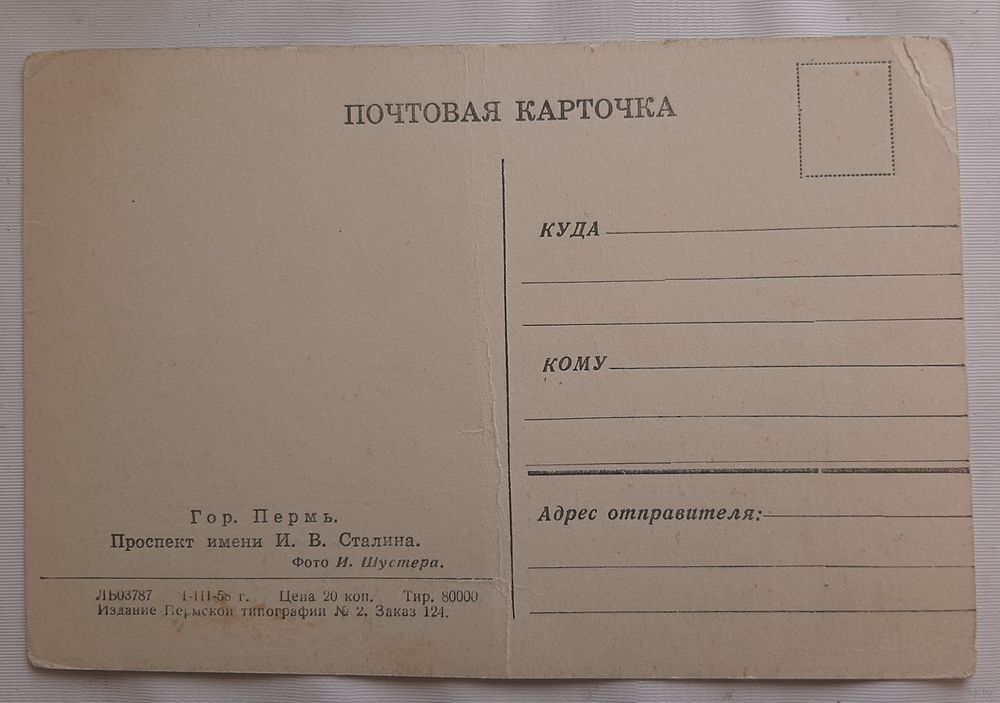 ПОЧТОВАЯ КАРТОЧКА
КУДА
КОМУ
Адрес отправителя:
Гор. Пермь.
Проспект имени И. В. Сталина.
Фото И. Шустера.
ЛБ03787 1-III-58 г. Цена 20 коп. Тир. 80000
Издание Пермской типографии № 2. Заказ 124.